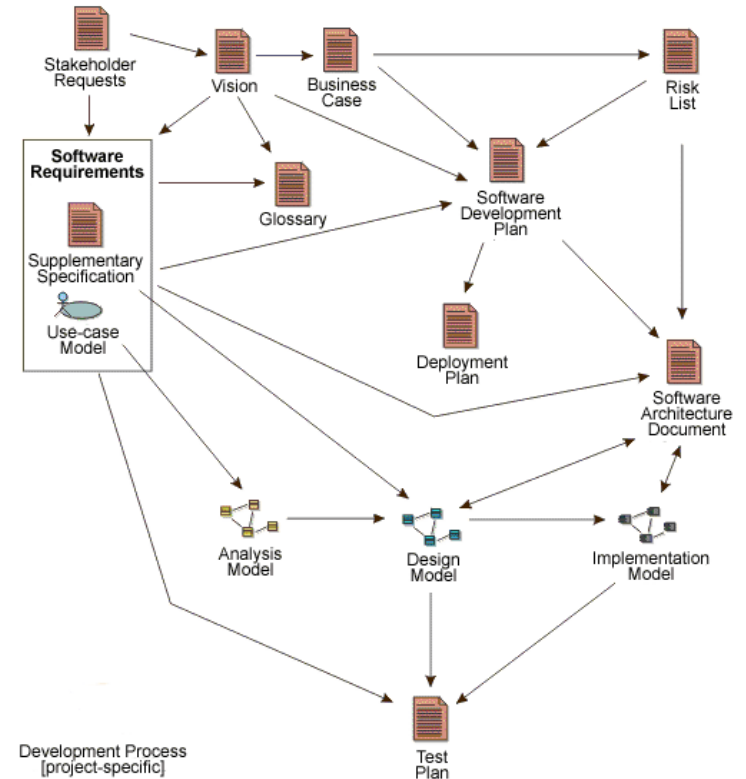 Stakeholder
Requests
Vision
Business
Case
Risk
List
Software
Requirements
Glossary
Software
Development
Plan
Supplementary
Specification
Use-case
Model
Deployment
Plan
Software
Architecture
Document
Analysis
Model
Design
Model
Implementation
Model
Test
Plan
Development Process
[project-specific]